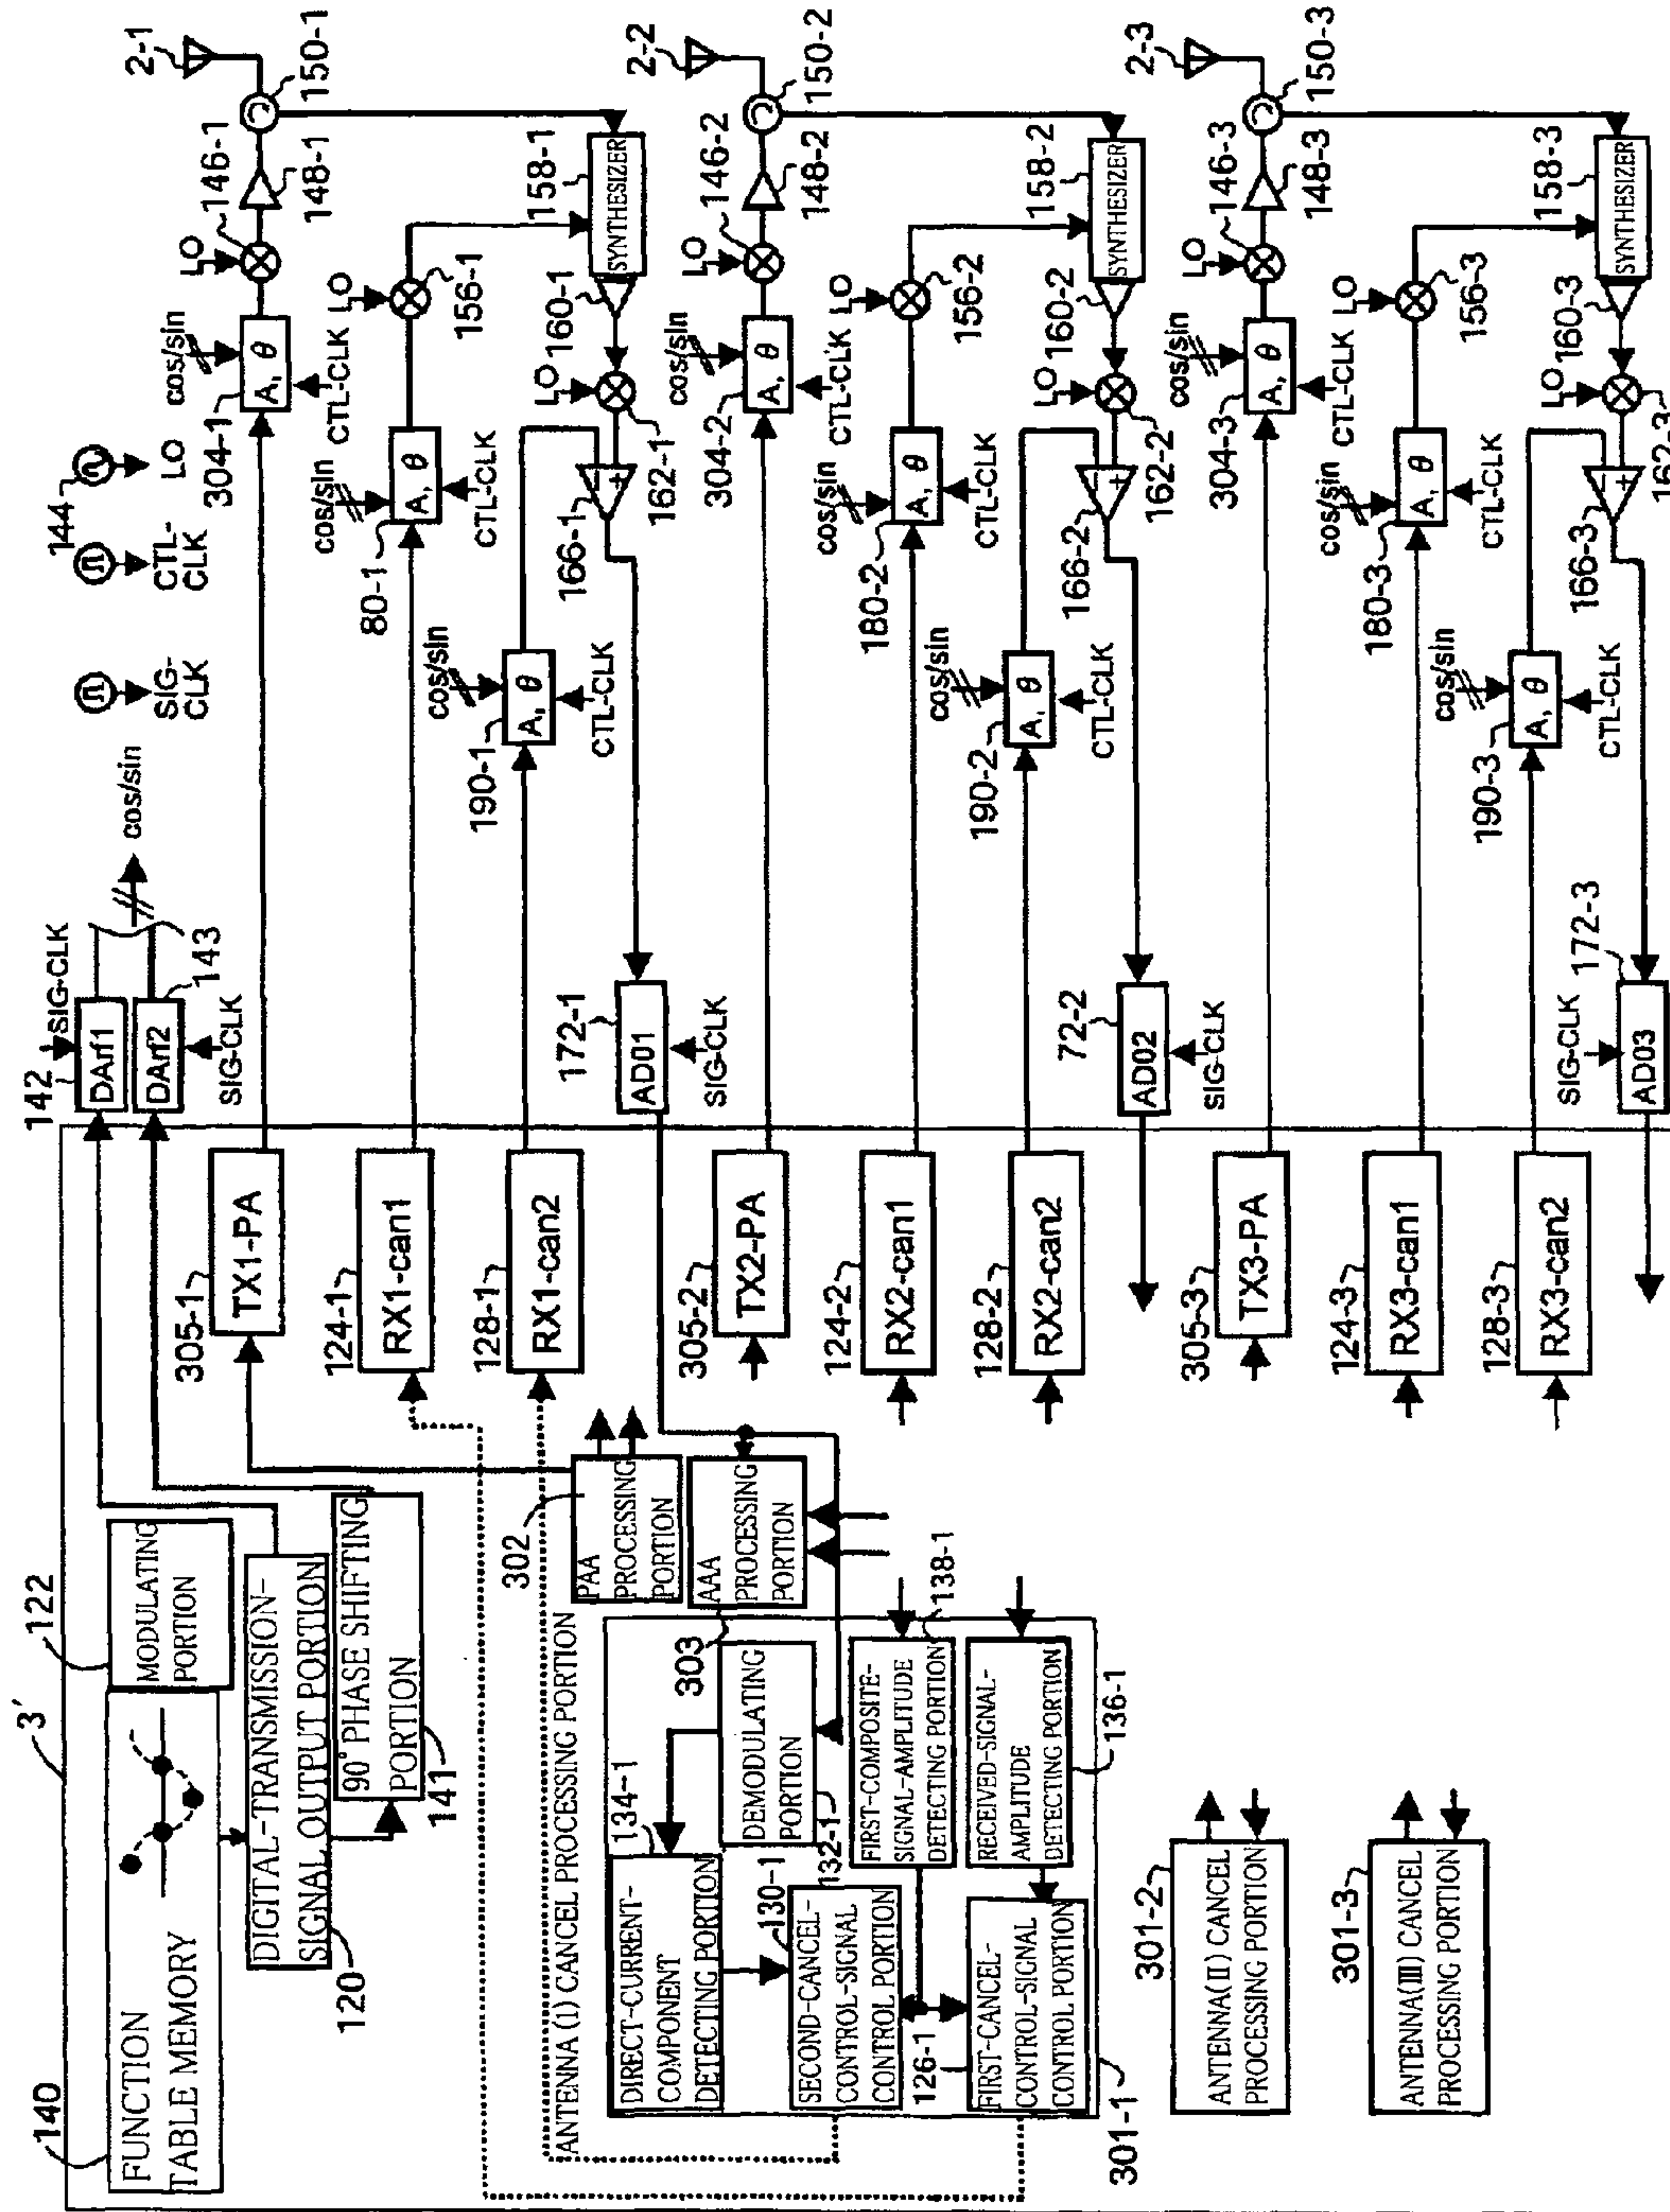 140
FUNCTION
TABLE MEMORY
122
MODULATING
PORTION
3'
DIGITAL-TRANSMISSION-
SIGNAL OUTPUT PORTION
120
90° PHASE SHIFTING
PORTION
141
142
SIG-CLK
DArf1
DArf2
143
SIG-CLK
cos/sin
SIG-
CLK
CTL-
CLK
144
LO
305-1
TX1-PA
304-1
cos/sin
A, θ
CTL-CLK
LO
146-1
148-1
2-1
150-1
124-1
RX1-can1
80-1
cos/sin
A, θ
CTL-CLK
LO
156-1
158-1
SYNTHESIZER
160-1
128-1
RX1-can2
190-1
cos/sin
A, θ
CTL-CLK
166-1
-
+
LO
162-1
172-1
AD01
SIG-CLK
302
PAA
PROCESSING
PORTION
AAA
PROCESSING
PORTION
303
ANTENNA(I) CANCEL PROCESSING PORTION
134-1
DIRECT-CURRENT-
COMPONENT
DETECTING PORTION
DEMODULATING
PORTION
132-1
130-1
SECOND-CANCEL-
CONTROL-SIGNAL
CONTROL PORTION
138-1
FIRST-COMPOSITE-
SIGNAL-AMPLITUDE
DETECTING PORTION
126-1
FIRST-CANCEL-
CONTROL-SIGNAL
CONTROL PORTION
RECEIVED-SIGNAL-
AMPLITUDE
DETECTING PORTION
136-1
301-1
305-2
TX2-PA
304-2
cos/sin
A, θ
CTL-CLK
LO
146-2
148-2
2-2
150-2
124-2
RX2-can1
180-2
cos/sin
A, θ
CTL-CLK
LO
156-2
158-2
SYNTHESIZER
160-2
128-2
RX2-can2
190-2
cos/sin
A, θ
CTL-CLK
166-2
-
+
LO
162-2
72-2
AD02
SIG-CLK
301-2
ANTENNA(II) CANCEL
PROCESSING PORTION
305-3
TX3-PA
304-3
cos/sin
A, θ
CTL-CLK
LO
146-3
148-3
2-3
150-3
124-3
RX3-can1
180-3
cos/sin
A, θ
CTL-CLK
LO
156-3
158-3
SYNTHESIZER
160-3
301-3
ANTENNA(III) CANCEL
PROCESSING PORTION
128-3
RX3-can2
190-3
cos/sin
A, θ
CTL-CLK
166-3
-
+
LO
162-3
SIG-CLK
172-3
AD03